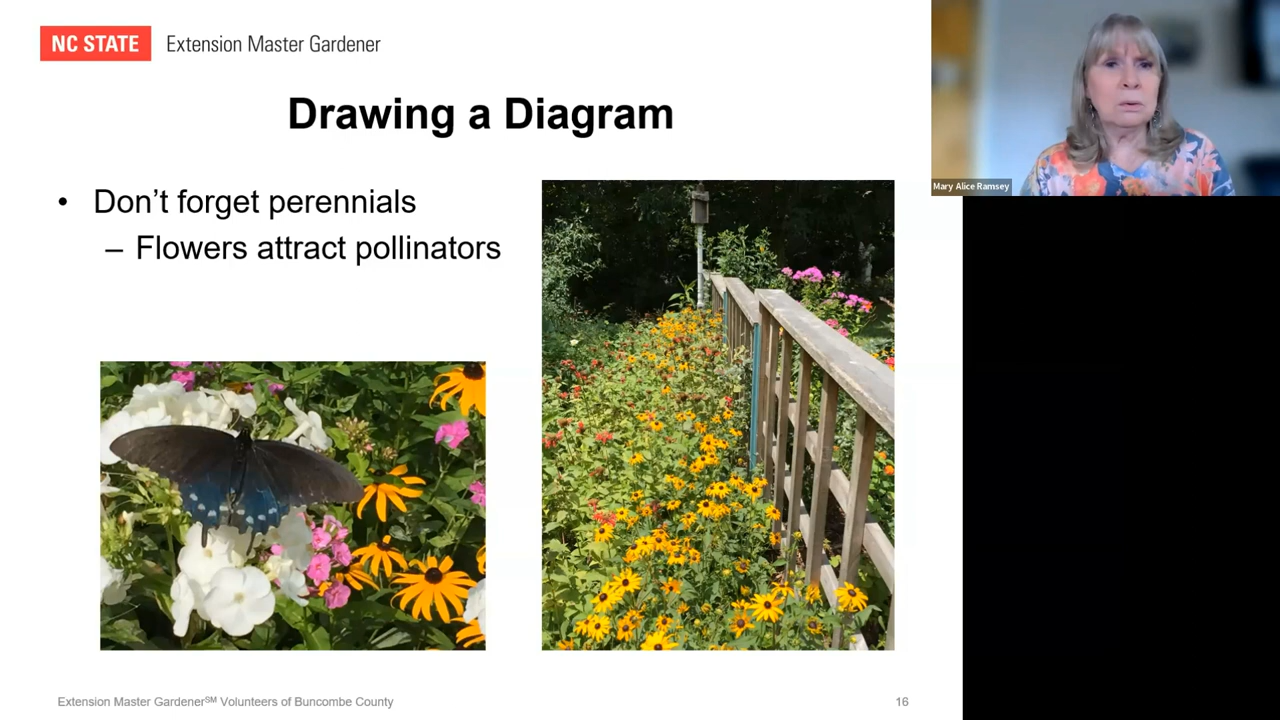 NC STATE Extension Master Gardener
Drawing a Diagram
• Don’t forget perennials
– Flowers attract pollinators
Mary Alice Ramsey
Extension Master Gardener℠ Volunteers of Buncombe County
16